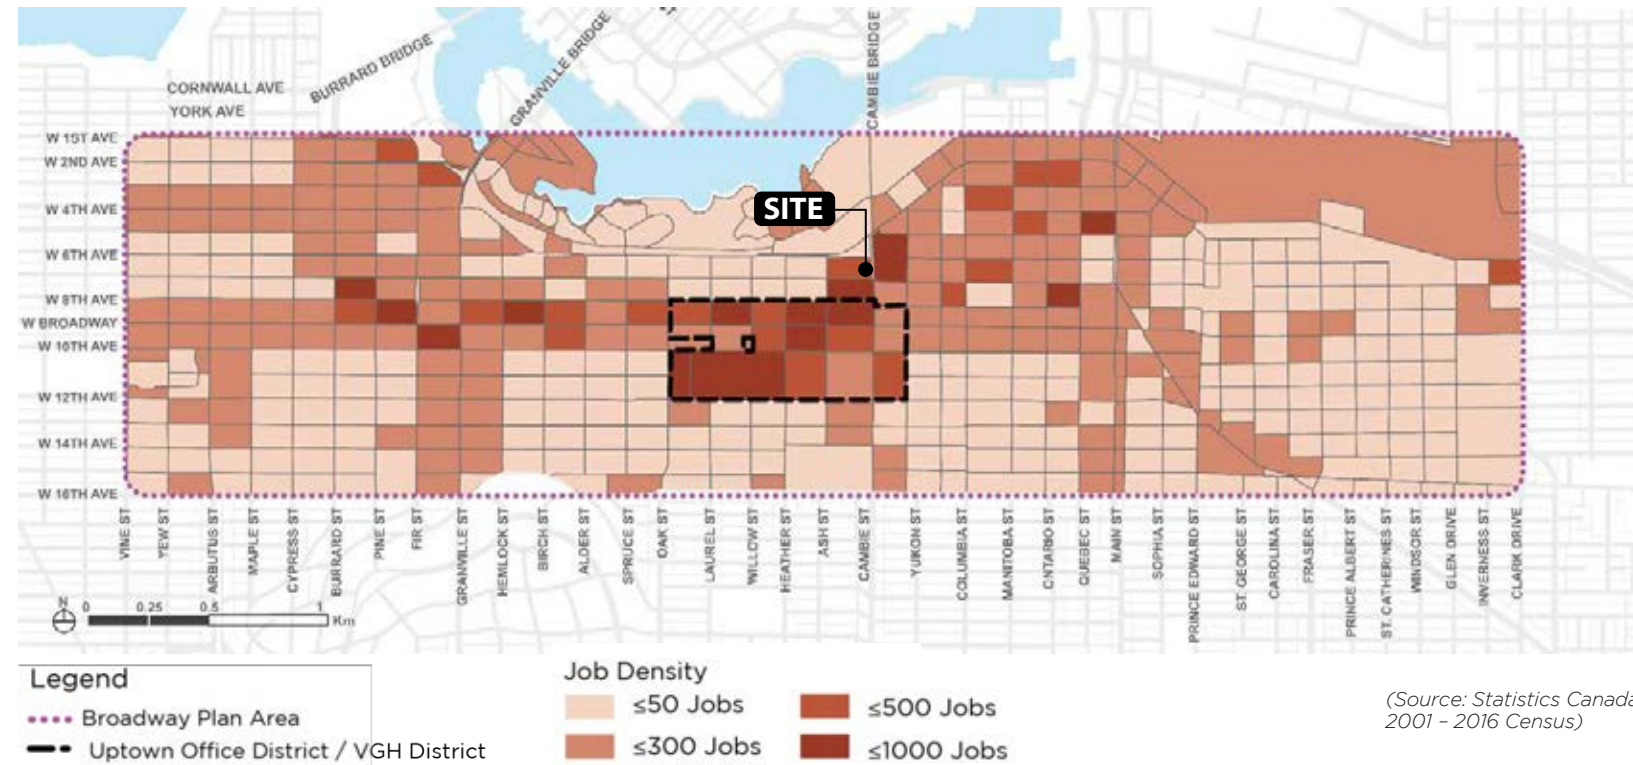 CORNWALL AVE
YORK AVE
BURRARD BRIDGE
GRANVILLE BRIDGE
CAMBIE BRIDGE
W 1ST AVE
W 2ND AVE
W 4TH AVE
W 6TH AVE
W 8TH AVE
W BROADWAY
W 10TH AVE
W 12TH AVE
W 14TH AVE
W 16TH AVE
SITE
VINE ST
YEW ST
ARBUTUS ST
MAPLE ST
CYPRESS ST
BURRARD ST
PINE ST
FIR ST
GRANVILLE ST
HEMLOCK ST
BIRCH ST
ALDER ST
SPRUCE ST
OAK ST
LAUREL ST
WILLOW ST
HEATHER ST
ASH ST
CAMBIE ST
YUKON ST
COLUMBIA ST
MANITOBA ST
CNTARBO ST
QUEBEC ST
MAIN ST
SOPHIA ST
PRINCE EDWARD ST
ST. GEORGE ST
CAROLINA ST
FRASER ST
PRINCE ALBERT ST
ST. CATHERINES ST
WINDSOR ST
GLEN DRIVE
INVERNESS ST
CLARK DRIVE
N
0 0.25 0.5 1 Km
Legend
Broadway Plan Area
Uptown Office District / VGH District
Job Density
≤50 Jobs
≤300 Jobs
≤500 Jobs
≤1000 Jobs
(Source: Statistics Canada
2001 – 2016 Census)